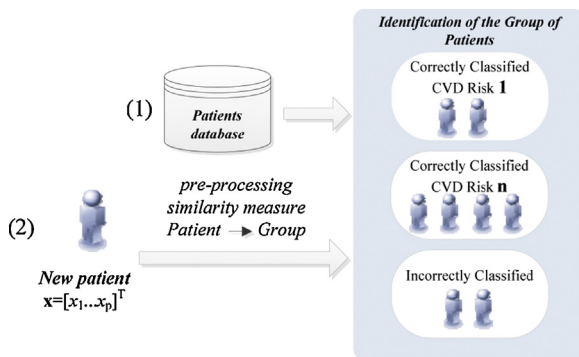 Identification of the Group of
Patients
Correctly Classified
CVD Risk 1
(1)
Patients
database
Correctly Classified
CVD Risk n
pre-processing
similarity measure
Patient → Group
(2)
New patient
x=[x₁...xₚ]ᵀ
Incorrectly Classified